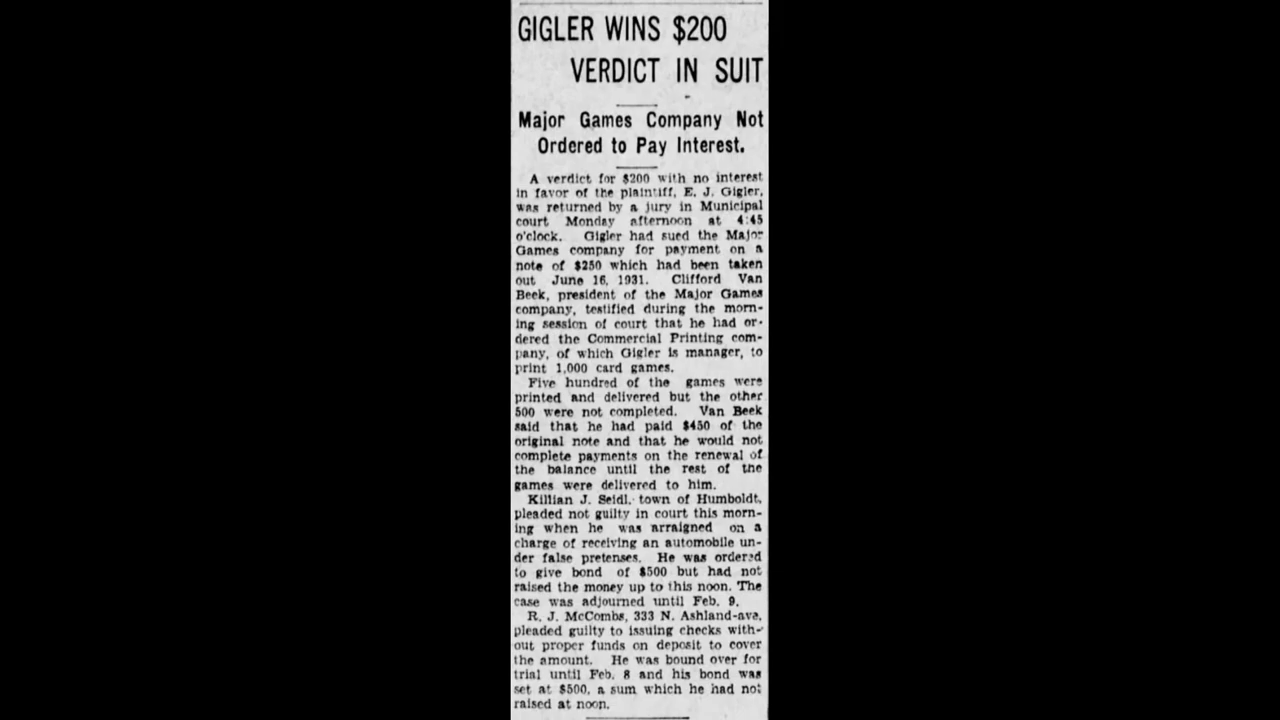 GIGLER WINS $200
VERDICT IN SUIT
Major Games Company Not
Ordered to Pay Interest.
A verdict for $200 with no interest
in favor of the plaintiff, E. J. Gigler,
was returned by a jury in Municipal
court Monday afternoon at 4:45
o'clock. Gigler had sued the Major
Games company for payment on a
note of $250 which had been taken
out June 16, 1931. Clifford Van
Beek, president of the Major Games
company, testified during the morn-
ing session of court that he had or-
dered the Commercial Printing com-
pany, of which Gigler is manager, to
print 1,000 card games.
Five hundred of the games were
printed and delivered but the other
500 were not completed. Van Beek
said that he had paid $450 of the
original note and that he would not
complete payments on the renewal of
the balance until the rest of the
games were delivered to him.
Killian J. Seidl, town of Humboldt,
pleaded not guilty in court this morn-
ing when he was arraigned on a
charge of receiving an automobile un-
der false pretenses. He was ordered
to give bond of $500 but had not
raised the money up to this noon. The
case was adjourned until Feb. 9.
R. J. McCombs, 333 N. Ashland-ave,
pleaded guilty to issuing checks with-
out proper funds on deposit to cover
the amount. He was bound over for
trial until Feb. 8 and his bond was
set at $500, a sum which he had not
raised at noon.